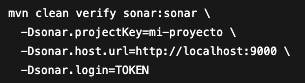 mvn clean verify sonar:sonar \
-Dsonar.projectKey=mi-proyecto \
-Dsonar.host.url=http://localhost:9000 \
-Dsonar.login=TOKEN